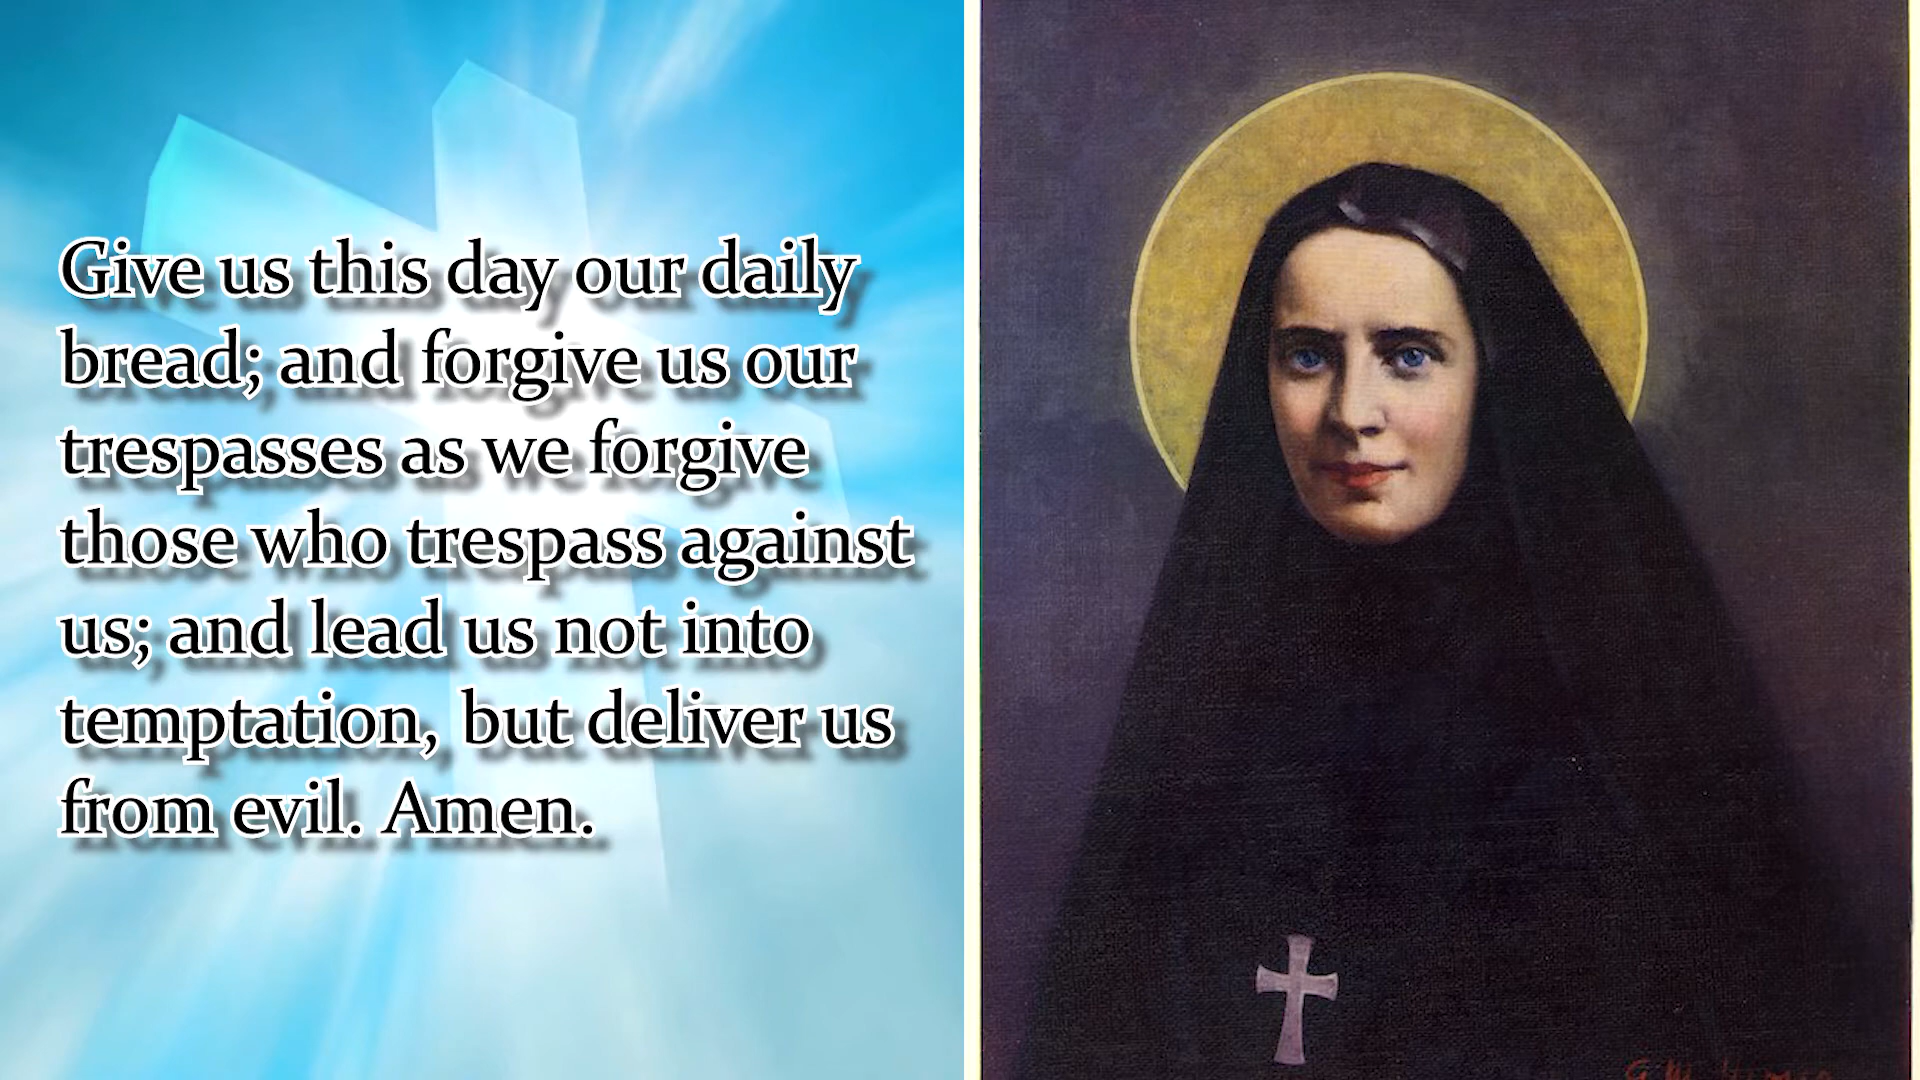 Give us this day our daily
bread; and forgive us our
trespasses as we forgive
those who trespass against
us; and lead us not into
temptation, but deliver us
from evil. Amen.